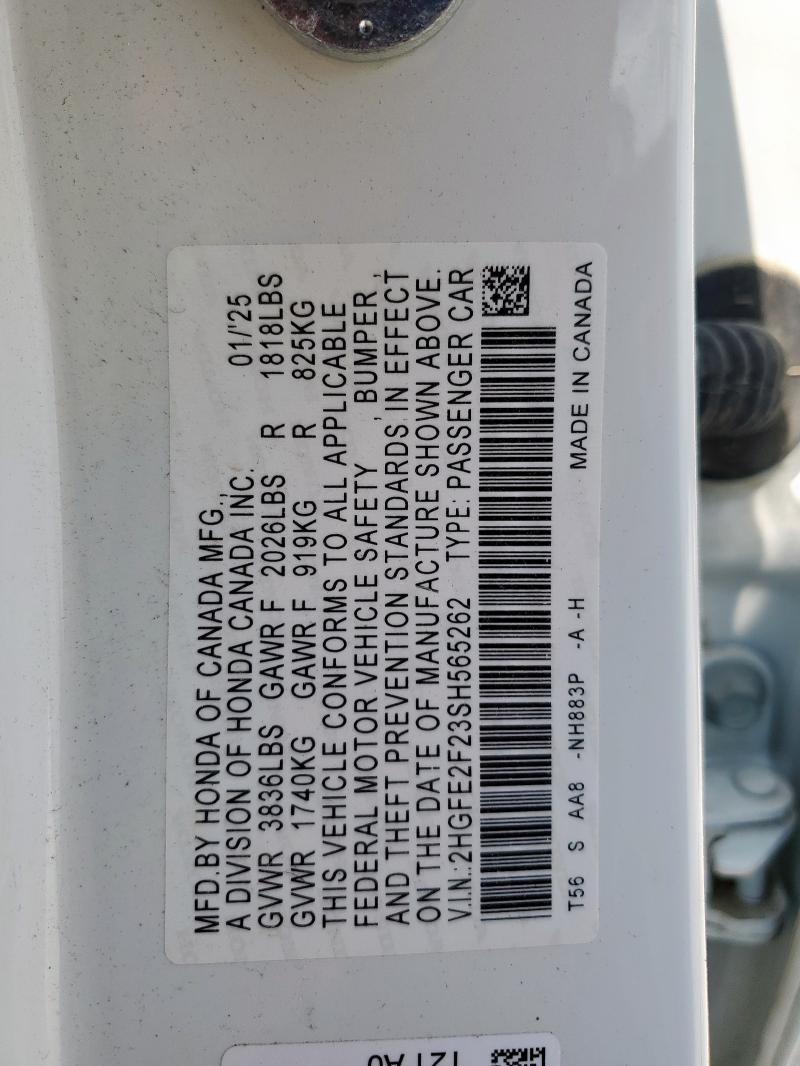 MFD.BY HONDA OF CANADA MFG.,
A DIVISION OF HONDA CANADA INC. 01/'25
GVWR 3836LBS GAWR F 2026LBS R 1818LBS
GVWR 1740KG GAWR F 919KG R 825KG
THIS VEHICLE CONFORMS TO ALL APPLICABLE
FEDERAL MOTOR VEHICLE SAFETY , BUMPER ,
AND THEFT PREVENTION STANDARDS IN EFFECT
ON THE DATE OF MANUFACTURE SHOWN ABOVE.
V.I.N.:2HGFE2F23SH565262 TYPE: PASSENGER CAR
T56 S AA8 -NH883P -A -H MADE IN CANADA